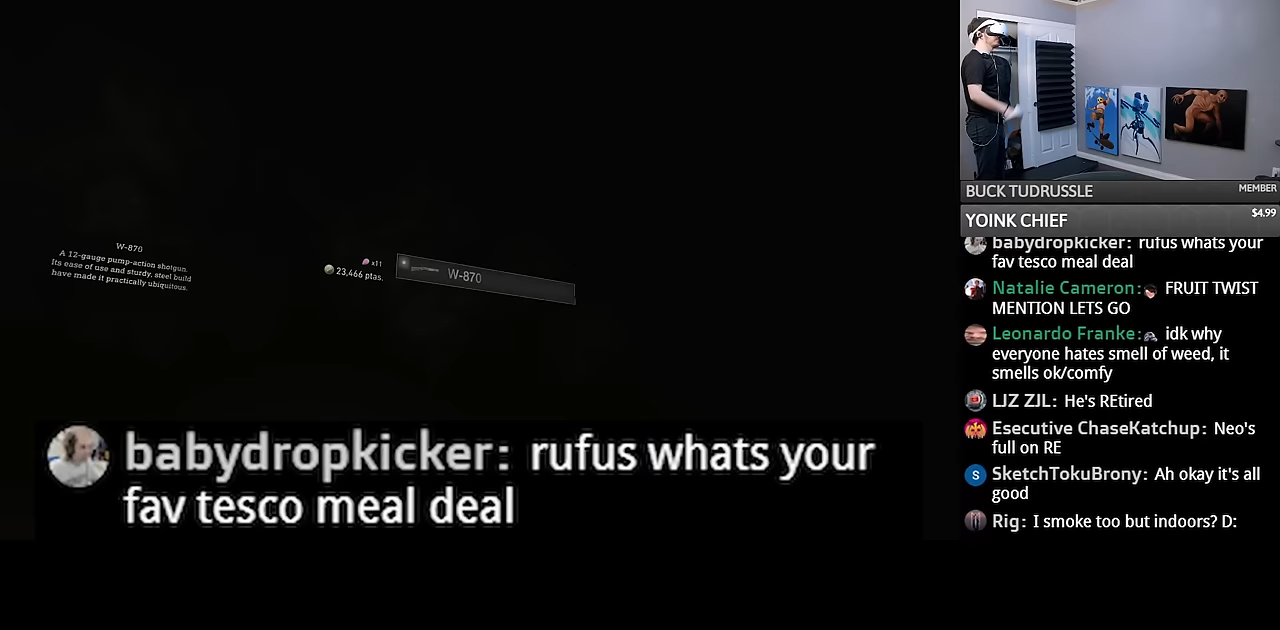 W-870
A 12-gauge pump-action shotgun.
Its ease of use and sturdy, steel build
have made it practically ubiquitous.
x11
23,466 ptas.
W-870
babydropkicker: rufus whats your
fav tesco meal deal
BUCK TUDRUSSLE
MEMBER
YOINK CHIEF
$4.99
babydropkicker: rufus whats your
fav tesco meal deal
Natalie Cameron: FRUIT TWIST
MENTION LETS GO
Leonardo Franke: idk why
everyone hates smell of weed, it
smells ok/comfy
LJZ ZJL: He's REtired
Esecutive ChaseKatchup: Neo's
full on RE
S
SketchTokuBrony: Ah okay it's all
good
Rig: I smoke too but indoors? D: